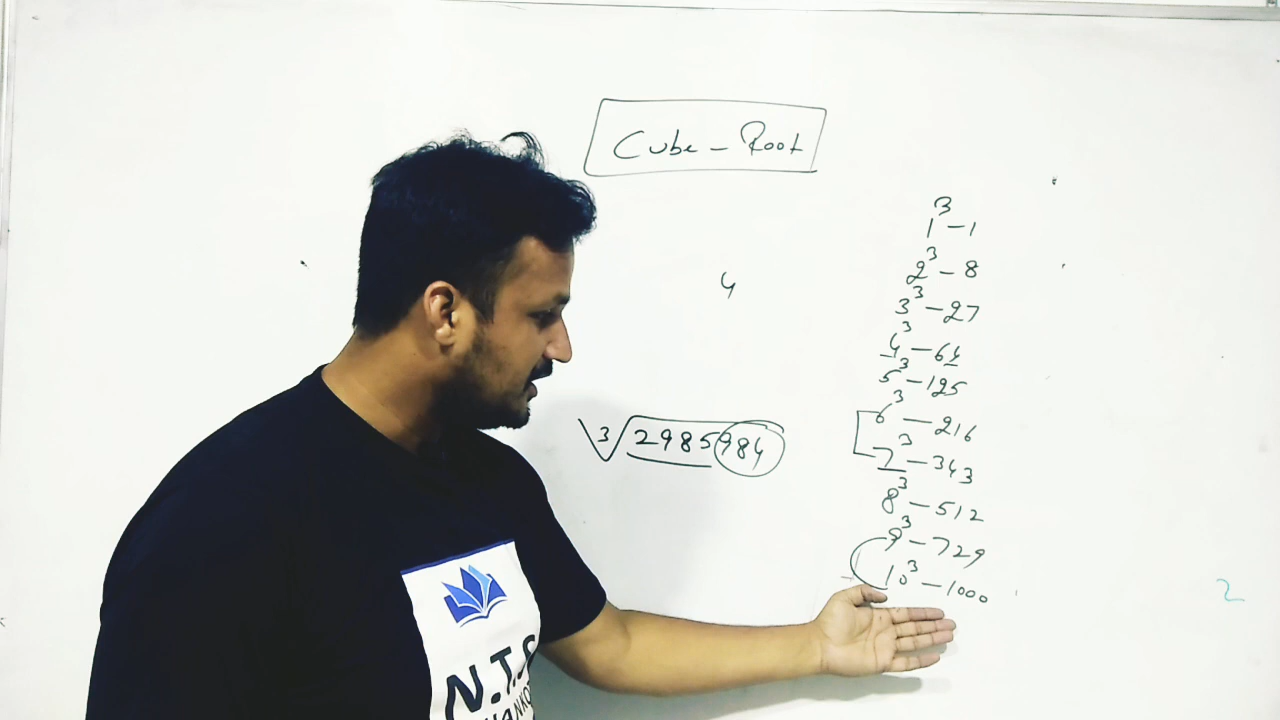 Cube - Root
1³ - 1
2³ - 8
4
3³ - 27
4³ - 64
5³ - 125
6³ - 216
3√2985984
7³ - 343
8³ - 512
9³ - 729
10³ - 1000
2
N.T.S